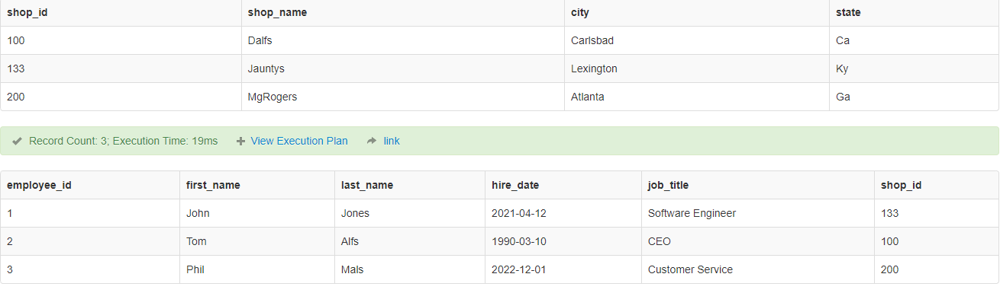 shop_id shop_name city state
100 Dalfs Carlsbad Ca
133 Jauntys Lexington Ky
200 MgRogers Atlanta Ga
Record Count: 3; Execution Time: 19ms View Execution Plan link
employee_id first_name last_name hire_date job_title shop_id
1 John Jones 2021-04-12 Software Engineer 133
2 Tom Alfs 1990-03-10 CEO 100
3 Phil Mals 2022-12-01 Customer Service 200